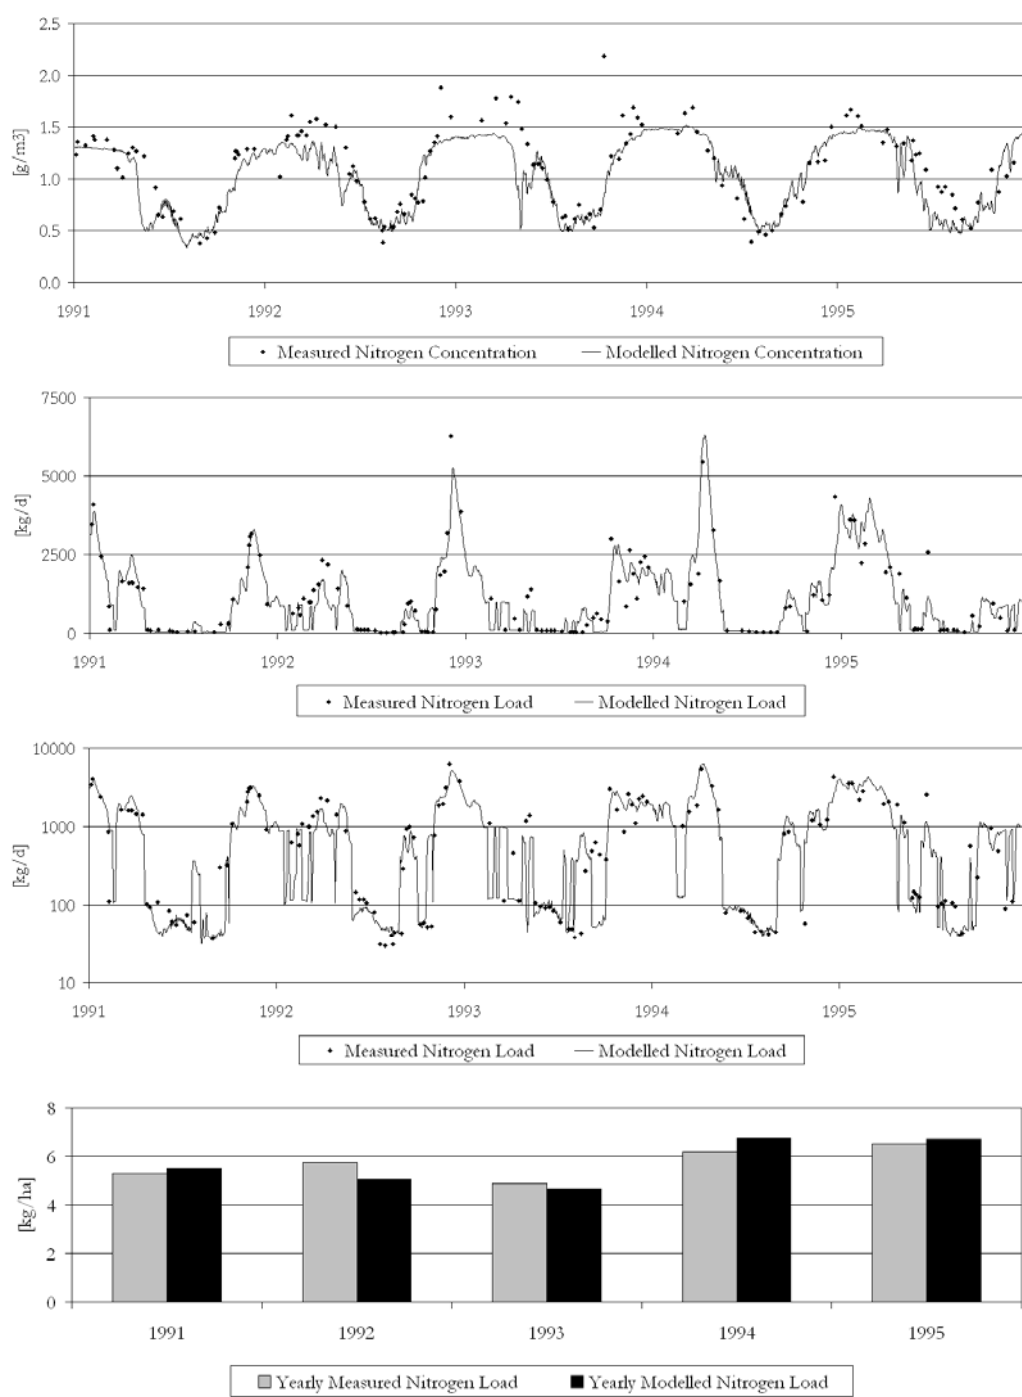 2.5
2.0
1.5
1.0
0.5
0.0
[g/m3]
1991 1992 1993 1994 1995
Measured Nitrogen Concentration Modelled Nitrogen Concentration
7500
5000
2500
0
[kg/d]
1991 1992 1993 1994 1995
Measured Nitrogen Load Modelled Nitrogen Load
10000
1000
100
10
[kg/d]
1991 1992 1993 1994 1995
Measured Nitrogen Load Modelled Nitrogen Load
8
6
4
2
0
[kg/ha]
1991 1992 1993 1994 1995
Yearly Measured Nitrogen Load Yearly Modelled Nitrogen Load